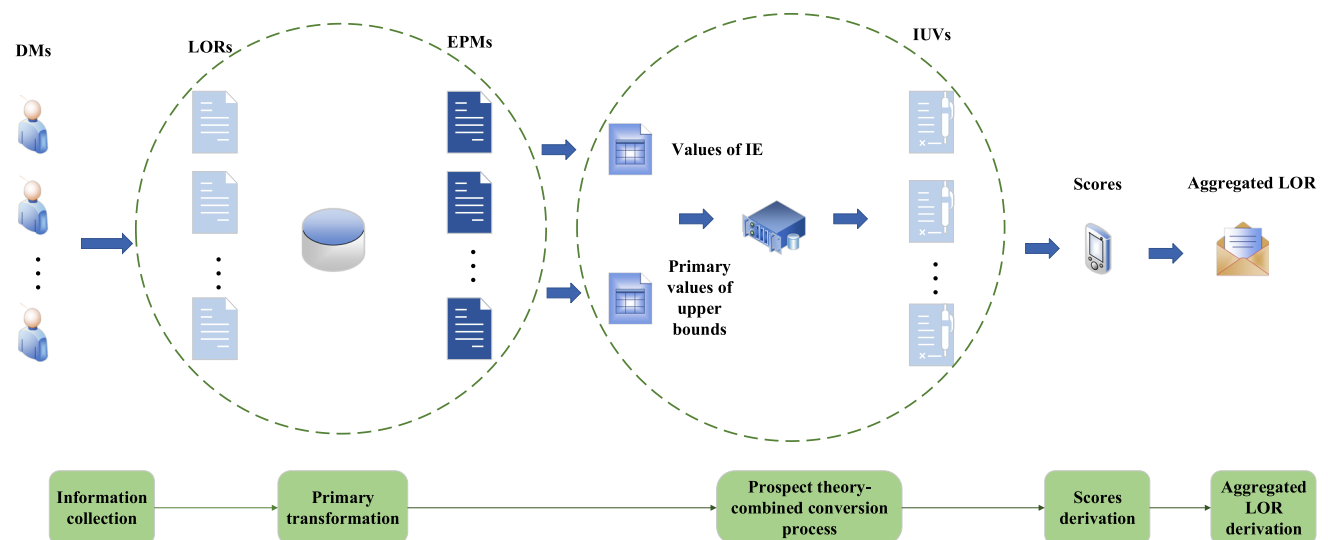 DMs
LORs
EPMs
IUVs
Values of IE
Primary
values of
upper
bounds
Scores
Aggregated LOR
Information
collection
Primary
transformation
Prospect theory-
combined conversion
process
Scores
derivation
Aggregated
LOR
derivation